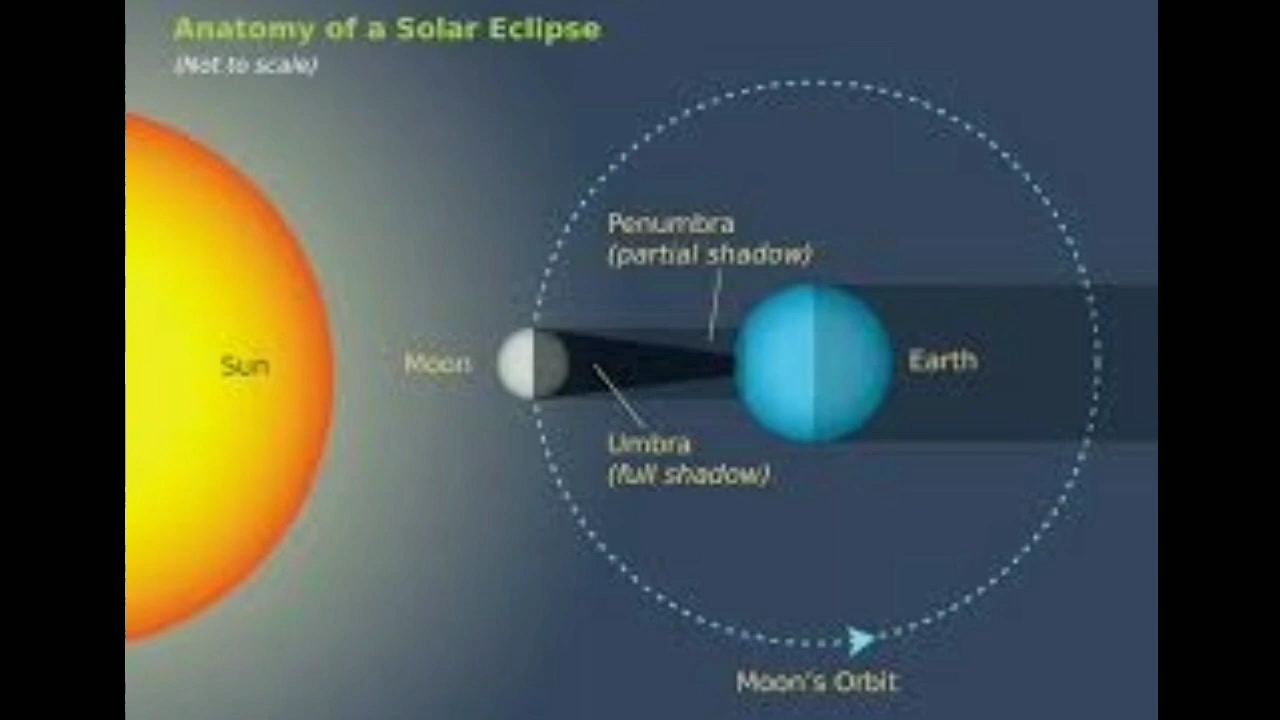 Anatomy of a Solar Eclipse
(Not to scale)
Penumbra
(partial shadow)
Sun
Moon
Earth
Umbra
(full shadow)
Moon's Orbit